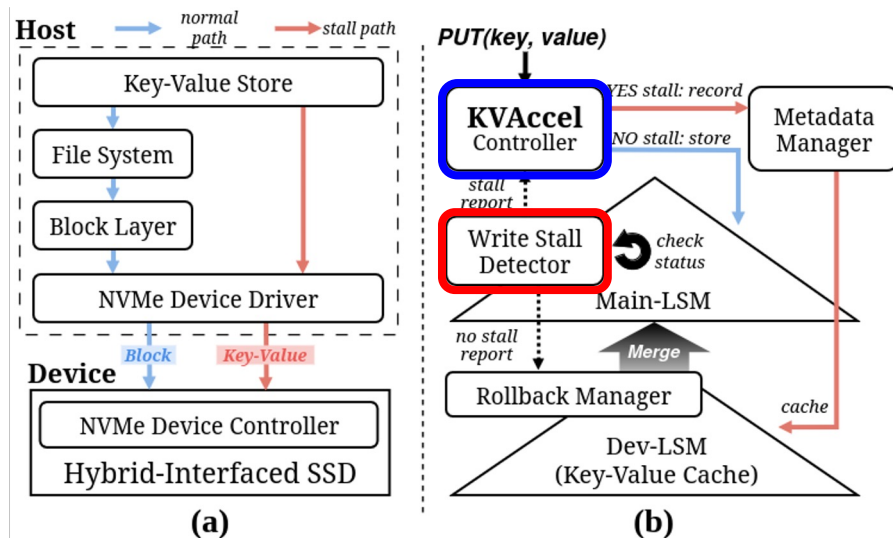 Host
normal
path
stall path
Key-Value Store
File System
Block Layer
NVMe Device Driver
Block
Key-Value
Device
NVMe Device Controller
Hybrid-Interfaced SSD
(a)
PUT(key, value)
KVAccel
Controller
YES stall: record
NO stall: store
Metadata
Manager
stall
report
Write Stall
Detector
check
status
Main-LSM
no stall
report
Merge
Rollback Manager
cache
Dev-LSM
(Key-Value Cache)
(b)